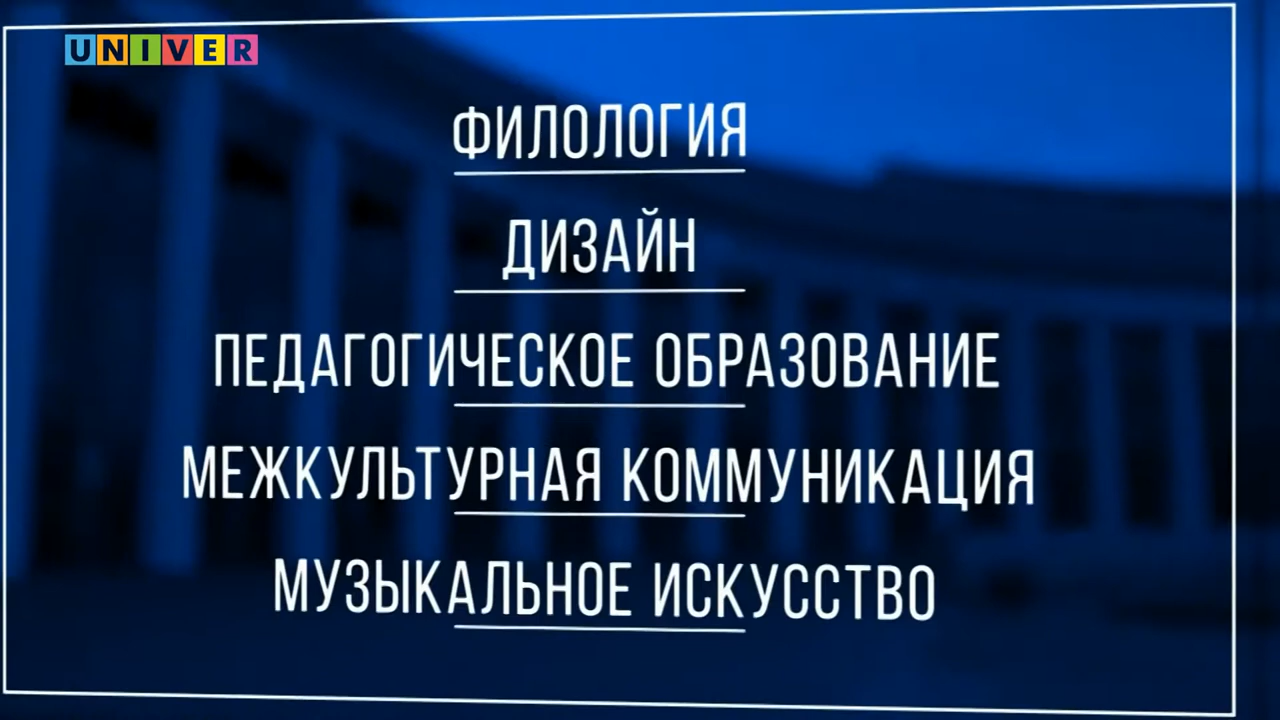 UNIVER
ФИЛОЛОГИЯ
ДИЗАЙН
ПЕДАГОГИЧЕСКОЕ ОБРАЗОВАНИЕ
МЕЖКУЛЬТУРНАЯ КОММУНИКАЦИЯ
МУЗЫКАЛЬНОЕ ИСКУССТВО